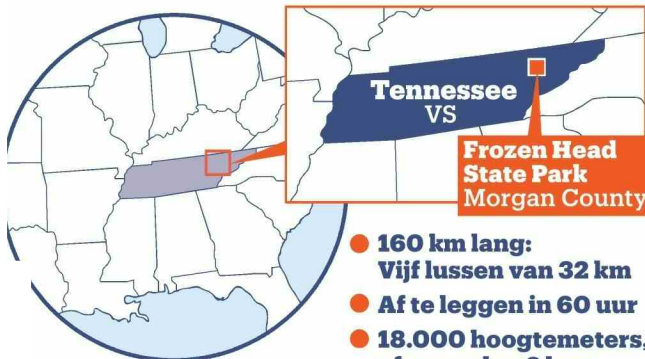 Tennessee
VS
Frozen Head
State Park
Morgan County
160 km lang:
Vijf lussen van 32 km
Af te leggen in 60 uur
18.000 hoogtemeters,